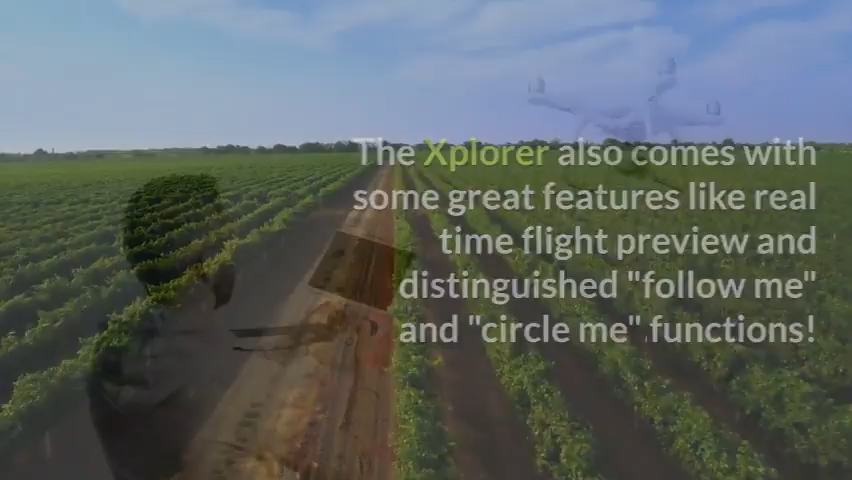 The Xplorer also comes with
some great features like real
time flight preview and
distinguished "follow me"
and "circle me" functions!